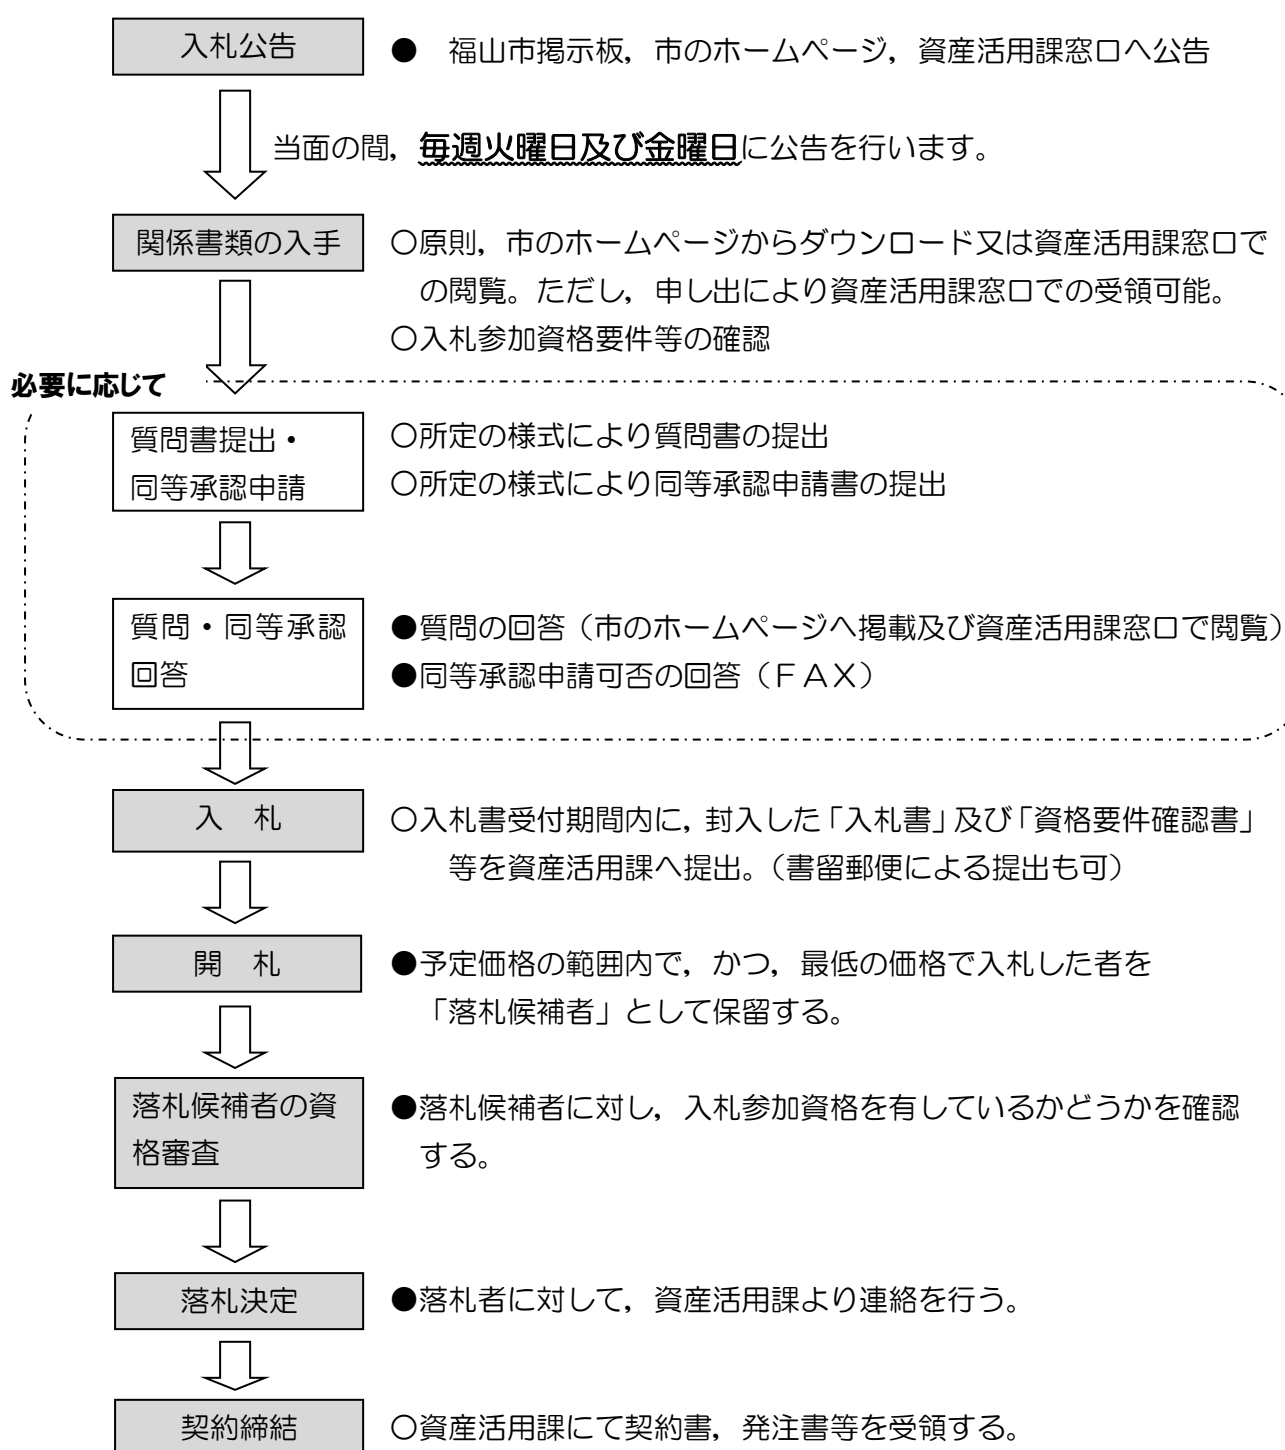 入札公告
●　福山市掲示板，市のホームページ，資産活用課窓口へ公告
当面の間，毎週火曜日及び金曜日に公告を行います。
関係書類の入手
○原則，市のホームページからダウンロード又は資産活用課窓口で
の閲覧。ただし，申し出により資産活用課窓口での受領可能。
○入札参加資格要件等の確認
必要に応じて
質問書提出・
同等承認申請
○所定の様式により質問書の提出
○所定の様式により同等承認申請書の提出
質問・同等承認
回答
●質問の回答（市のホームページへ掲載及び資産活用課窓口で閲覧）
●同等承認申請可否の回答（ＦＡＸ）
入　札
○入札書受付期間内に，封入した「入札書」及び「資格要件確認書」
等を資産活用課へ提出。（書留郵便による提出も可）
開　札
●予定価格の範囲内で，かつ，最低の価格で入札した者を
「落札候補者」として保留する。
落札候補者の資
格審査
●落札候補者に対し，入札参加資格を有しているかどうかを確認
する。
落札決定
●落札者に対して，資産活用課より連絡を行う。
契約締結
○資産活用課にて契約書，発注書等を受領する。